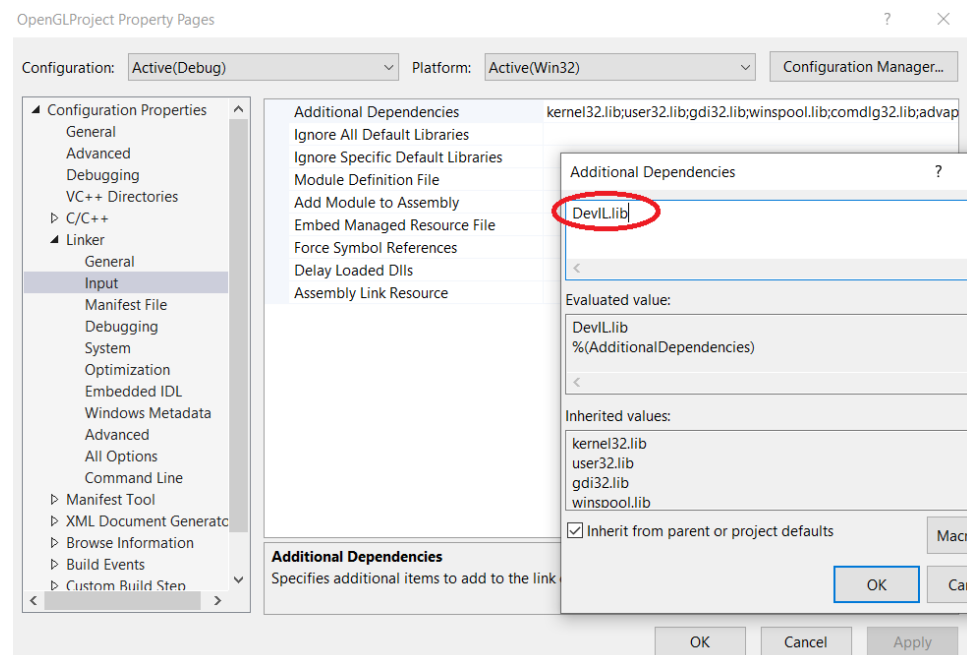 OpenGLProject Property Pages ? ×
Configuration: Active(Debug) Platform: Active(Win32) Configuration Manager...
Configuration Properties
General
Advanced
Debugging
VC++ Directories
C/C++
Linker
General
Input
Manifest File
Debugging
System
Optimization
Embedded IDL
Windows Metadata
Advanced
All Options
Command Line
Manifest Tool
XML Document Generato
Browse Information
Build Events
Custom Build Step
Additional Dependencies kernel32.lib;user32.lib;gdi32.lib;winspool.lib;comdlg32.lib;advap
Ignore All Default Libraries
Ignore Specific Default Libraries
Module Definition File
Add Module to Assembly
Embed Managed Resource File
Force Symbol References
Delay Loaded Dlls
Assembly Link Resource
Additional Dependencies
Specifies additional items to add to the link
Additional Dependencies ?
DevIL.lib
Evaluated value:
DevIL.lib
%(AdditionalDependencies)
Inherited values:
kernel32.lib
user32.lib
gdi32.lib
winspool.lib
Inherit from parent or project defaults
Macr
OK Ca
OK Cancel Apply